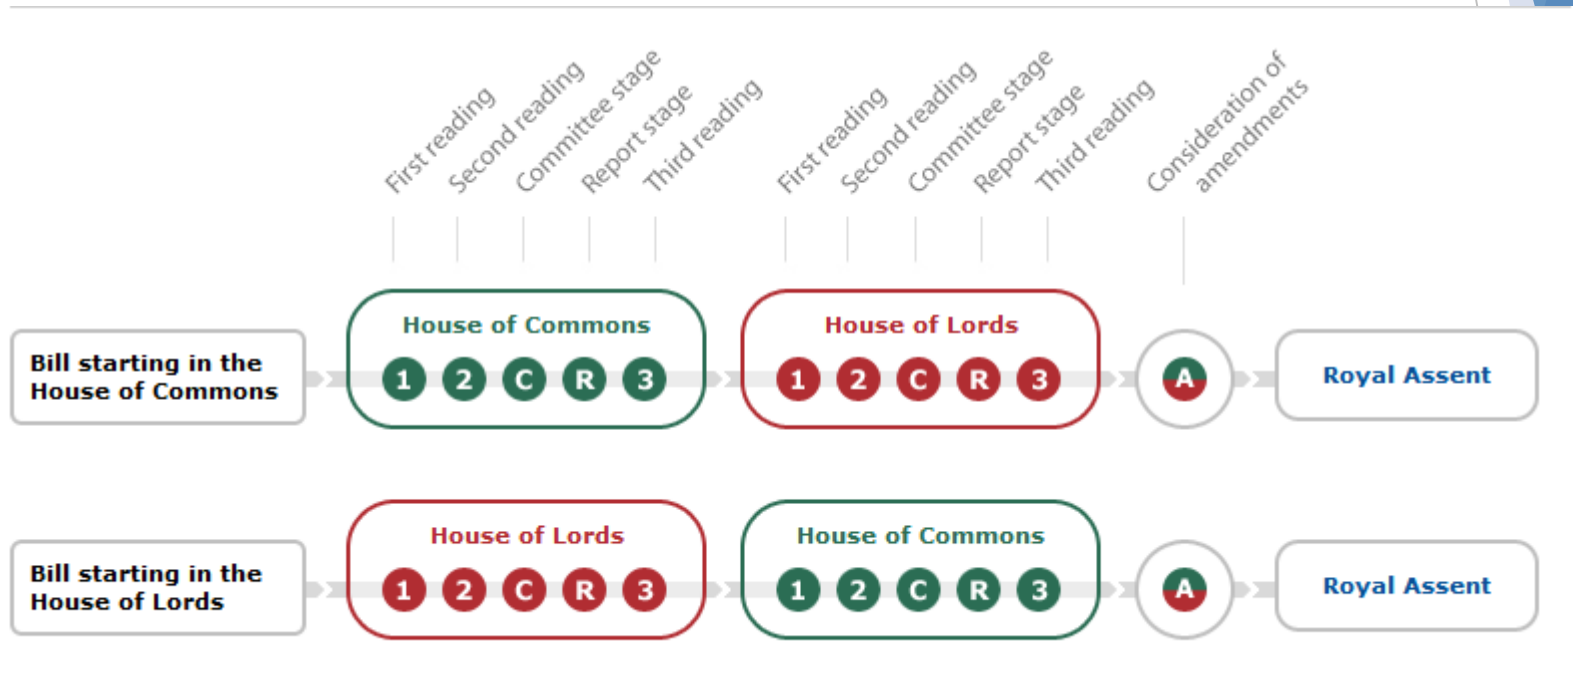 First reading
Second reading
Committee stage
Report stage
Third reading
First reading
Second reading
Committee stage
Report stage
Third reading
Consideration of
amendments
Bill starting in the
House of Commons
House of Commons
1 2 C R 3
House of Lords
1 2 C R 3
A
Royal Assent
Bill starting in the
House of Lords
House of Lords
1 2 C R 3
House of Commons
1 2 C R 3
A
Royal Assent